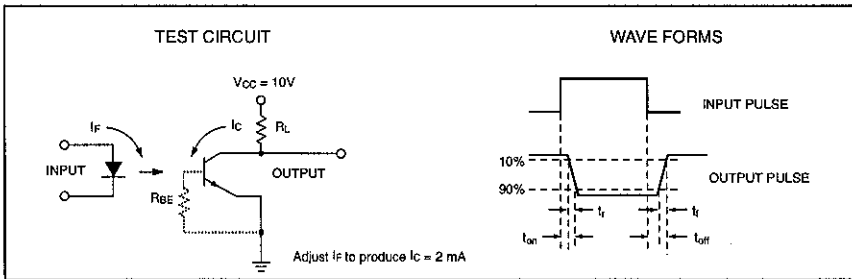 TEST CIRCUIT
VCC = 10V
IF
IC
RL
INPUT
OUTPUT
RBE
Adjust IF to produce IC = 2 mA
WAVE FORMS
INPUT PULSE
10%
OUTPUT PULSE
90%
tr
tf
ton
toff